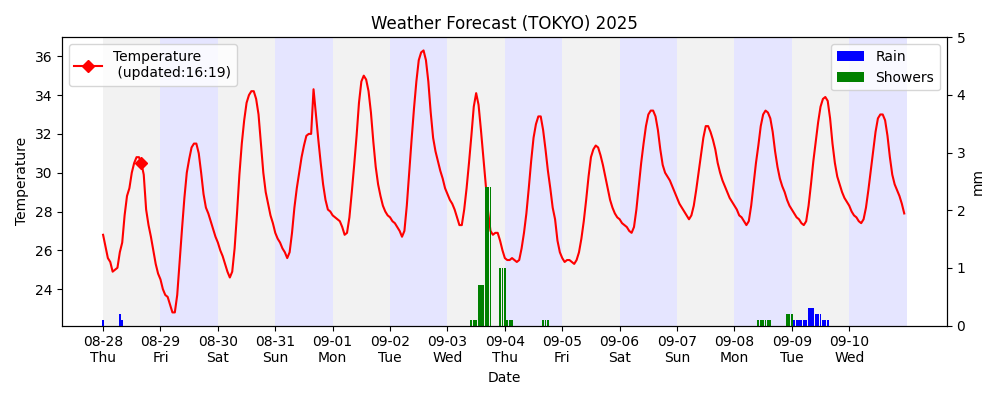 Weather Forecast (TOKYO) 2025
Temperature
(updated:16:19)
Rain
Showers
36
34
32
30
28
26
24
Temperature
5
4
3
2
1
0
mm
08-28 08-29 08-30 08-31 09-01 09-02 09-03 09-04 09-05 09-06 09-07 09-08 09-09 09-10
Thu Fri Sat Sun Mon Tue Wed Thu Fri Sat Sun Mon Tue Wed
Date